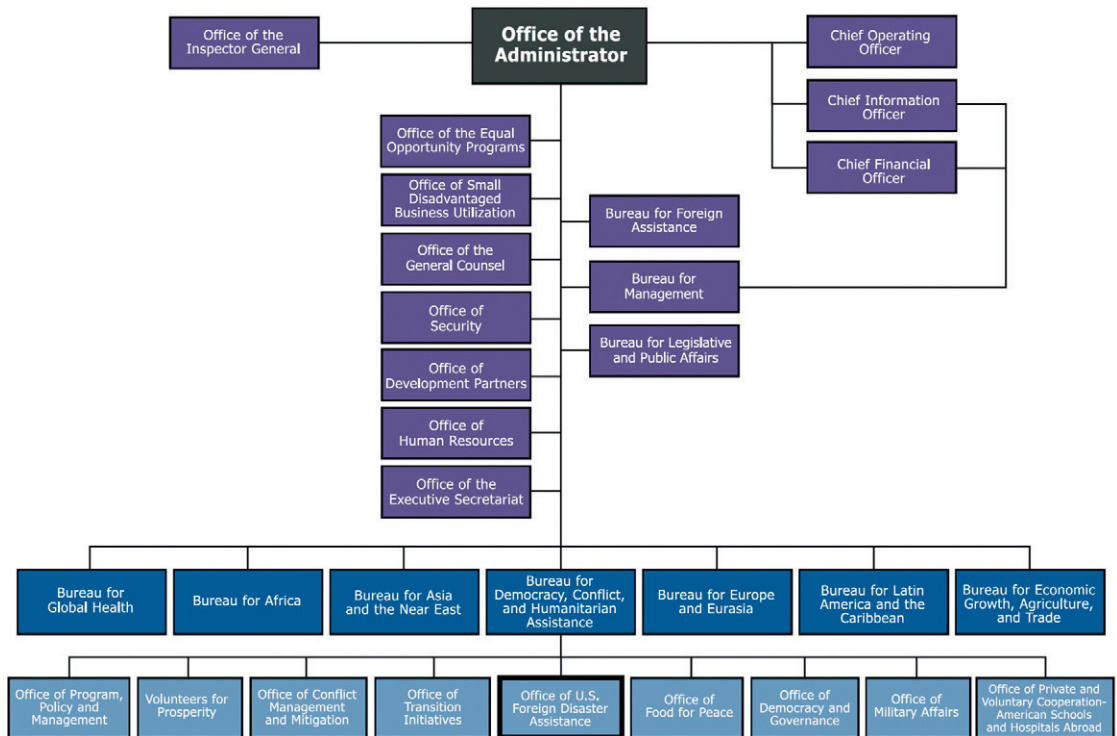 Office of the
Inspector General
Office of the
Administrator
Chief Operating
Officer
Chief Information
Officer
Chief Financial
Officer
Office of the Equal
Opportunity Programs
Office of Small
Disadvantaged
Business Utilization
Office of the
General Counsel
Office of
Security
Office of
Development Partners
Office of
Human Resources
Office of the
Executive Secretariat
Bureau for Foreign
Assistance
Bureau for
Management
Bureau for Legislative
and Public Affairs
Bureau for
Global Health
Bureau for Africa
Bureau for Asia
and the Near East
Bureau for
Democracy, Conflict,
and Humanitarian
Assistance
Bureau for Europe
and Eurasia
Bureau for Latin
America and the
Caribbean
Bureau for Economic
Growth, Agriculture,
and Trade
Office of Program,
Policy and
Management
Volunteers for
Prosperity
Office of Conflict
Management
and Mitigation
Office of
Transition
Initiatives
Office of U.S.
Foreign Disaster
Assistance
Office of
Food for Peace
Office of
Democracy and
Governance
Office of
Military Affairs
Office of Private and
Voluntary Cooperation-
American Schools
and Hospitals Abroad